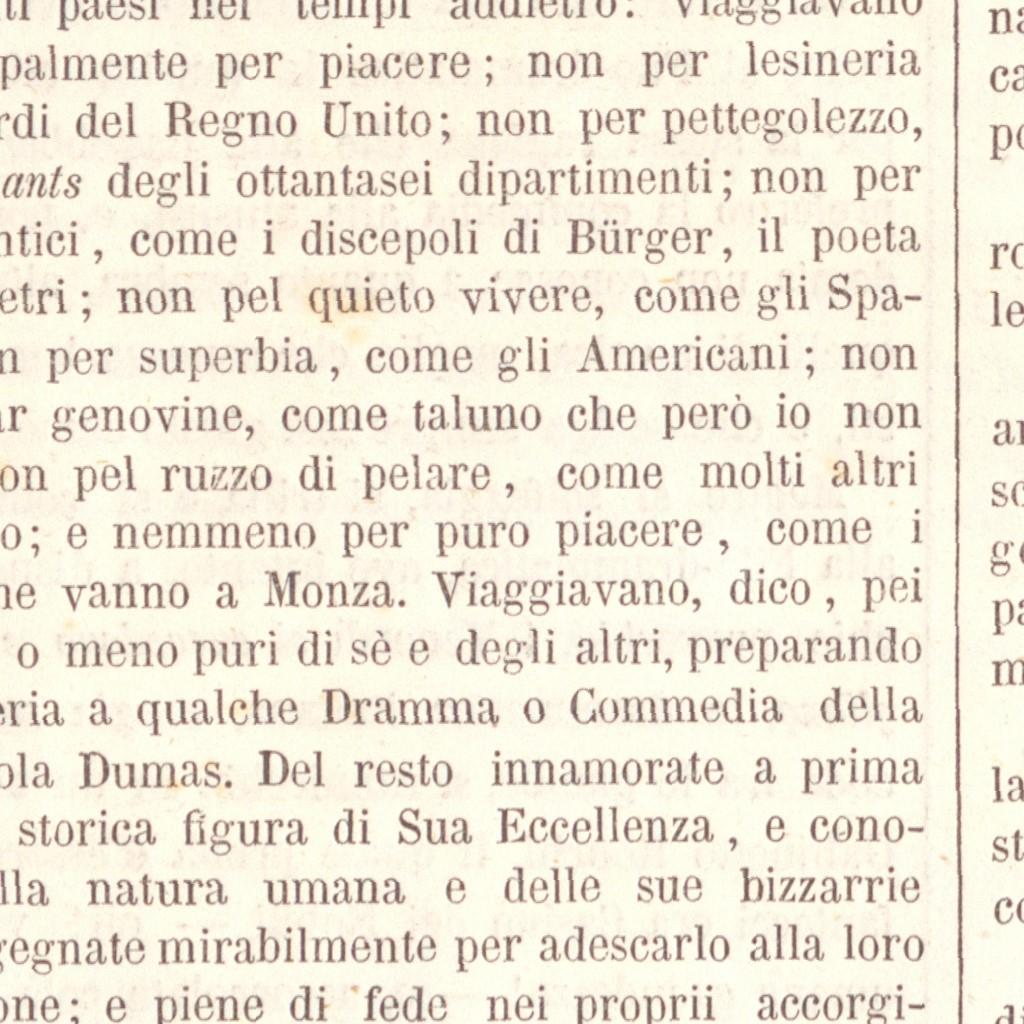 paesi nei tempi addietro: viaggiavano
palmente per piacere; non per lesineria
rdi del Regno Unito; non per pettegolezzo,
ants degli ottantasei dipartimenti; non per
ntici, come i discepoli di Bürger, il poeta
etri; non pel quieto vivere, come gli Spa-
n per superbia, come gli Americani; non
ar genovine, come taluno che però io non
on pel ruzzo di pelare, come molti altri
o; e nemmeno per puro piacere, come i
ne vanno a Monza. Viaggiavano, dico, pei
o meno puri di sè e degli altri, preparando
eria a qualche Dramma o Commedia della
ola Dumas. Del resto innamorate a prima
storica figura di Sua Eccellenza, e cono-
lla natura umana e delle sue bizzarrie
gegnate mirabilmente per adescarlo alla loro
one; e piene di fede nei proprii accorgi-
na
ca
pe
ro
le
an
sc
ge
pa
m
la
st
co